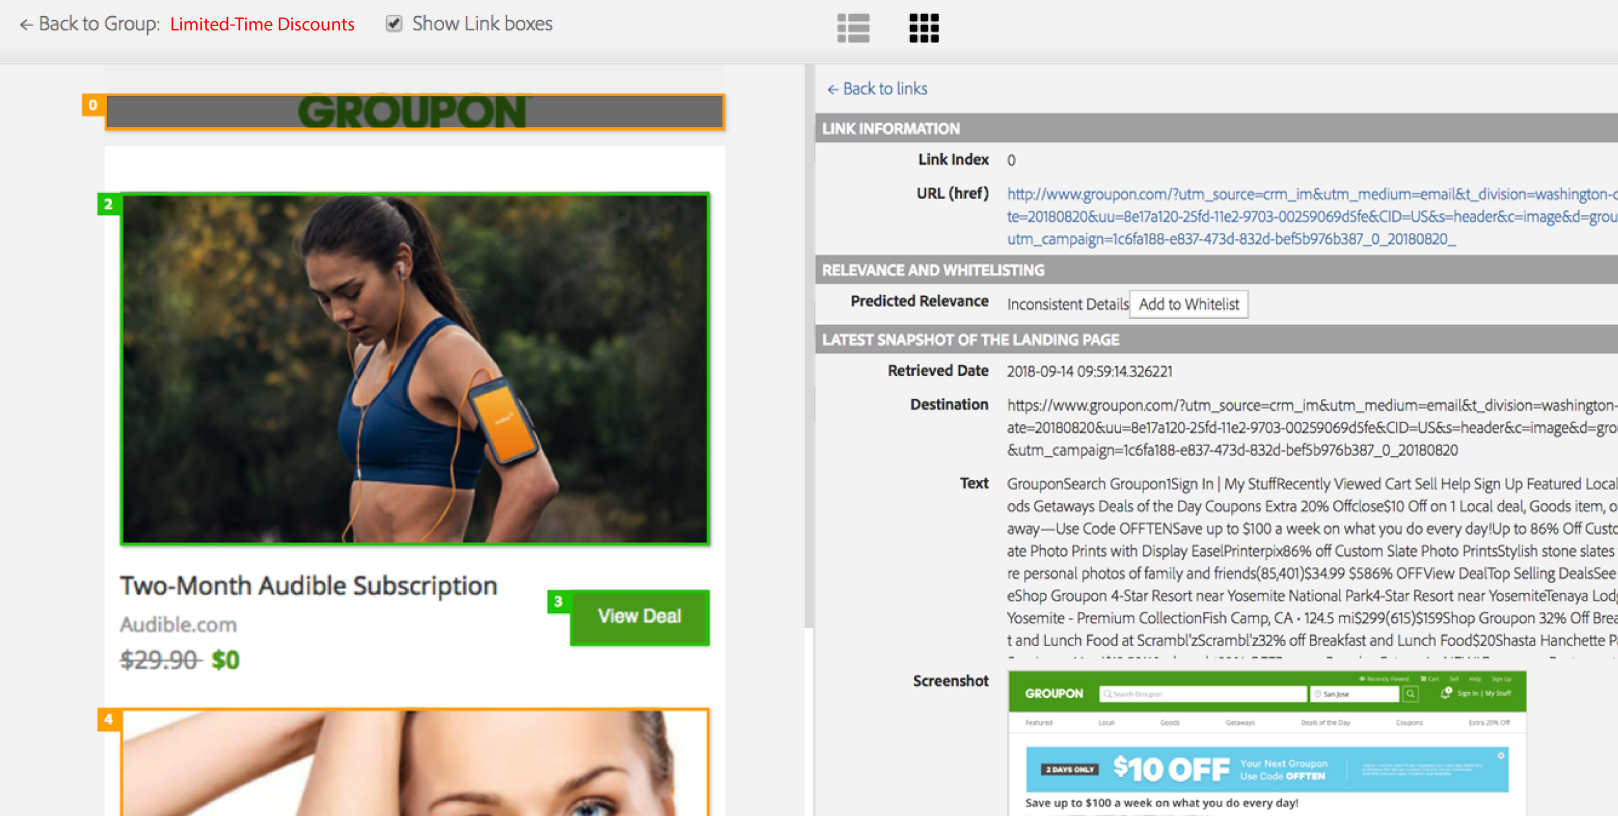 ← Back to Group: Limited-Time Discounts
Show Link boxes
0
GROUPON
2
Two-Month Audible Subscription
Audible.com
$29.90 $0
3
View Deal
4
← Back to links
LINK INFORMATION
Link Index 0
URL (href) http://www.groupon.com/?utm_source=crm_im&utm_medium=email&t_division=washington-
te=20180820&uu=8e17a120-25fd-11e2-9703-00259069d5fe&CID=US&s=header&c=image&d=grou
utm_campaign=1c6fa188-e837-473d-832d-bef5b976b387_0_20180820_
RELEVANCE AND WHITELISTING
Predicted Relevance Inconsistent Details Add to Whitelist
LATEST SNAPSHOT OF THE LANDING PAGE
Retrieved Date 2018-09-14 09:59:14.326221
Destination https://www.groupon.com/?utm_source=crm_im&utm_medium=email&t_division=washington-
ate=20180820&uu=8e17a120-25fd-11e2-9703-00259069d5fe&CID=US&s=header&c=image&d=gro
&utm_campaign=1c6fa188-e837-473d-832d-bef5b976b387_0_20180820
Text GrouponSearch Groupon1Sign In | My StuffRecently Viewed Cart Sell Help Sign Up Featured Local
ods Getaways Deals of the Day Coupons Extra 20% Offclose$10 Off on 1 Local deal, Goods item, o
away—Use Code OFFTENSave up to $100 a week on what you do every day!Up to 86% Off Custo
ate Photo Prints with Display EaselPrinterpix86% off Custom Slate Photo PrintsStylish stone slates
re personal photos of family and friends(85,401)$34.99 $586% OFFView DealTop Selling DealsSee
eShop Groupon 4-Star Resort near Yosemite National Park4-Star Resort near YosemiteTenaya Lodg
Yosemite - Premium CollectionFish Camp, CA • 124.5 mi$299(615)$159Shop Groupon 32% Off Brea
t and Lunch Food at Scrambl'zScrambl'z32% off Breakfast and Lunch Food$20Shasta Hanchette Pa
Screenshot
Recently Viewed Cart Sell Help Sign Up
GROUPON Search Groupon San Jose 1 Sign In | My Stuff
Featured Local Goods Getaways Deals of the Day Coupons Extra 20% Off
2 DAYS ONLY $10 OFF Your Next Groupon
Use Code OFFTEN
Save up to $100 a week on what you do every day!